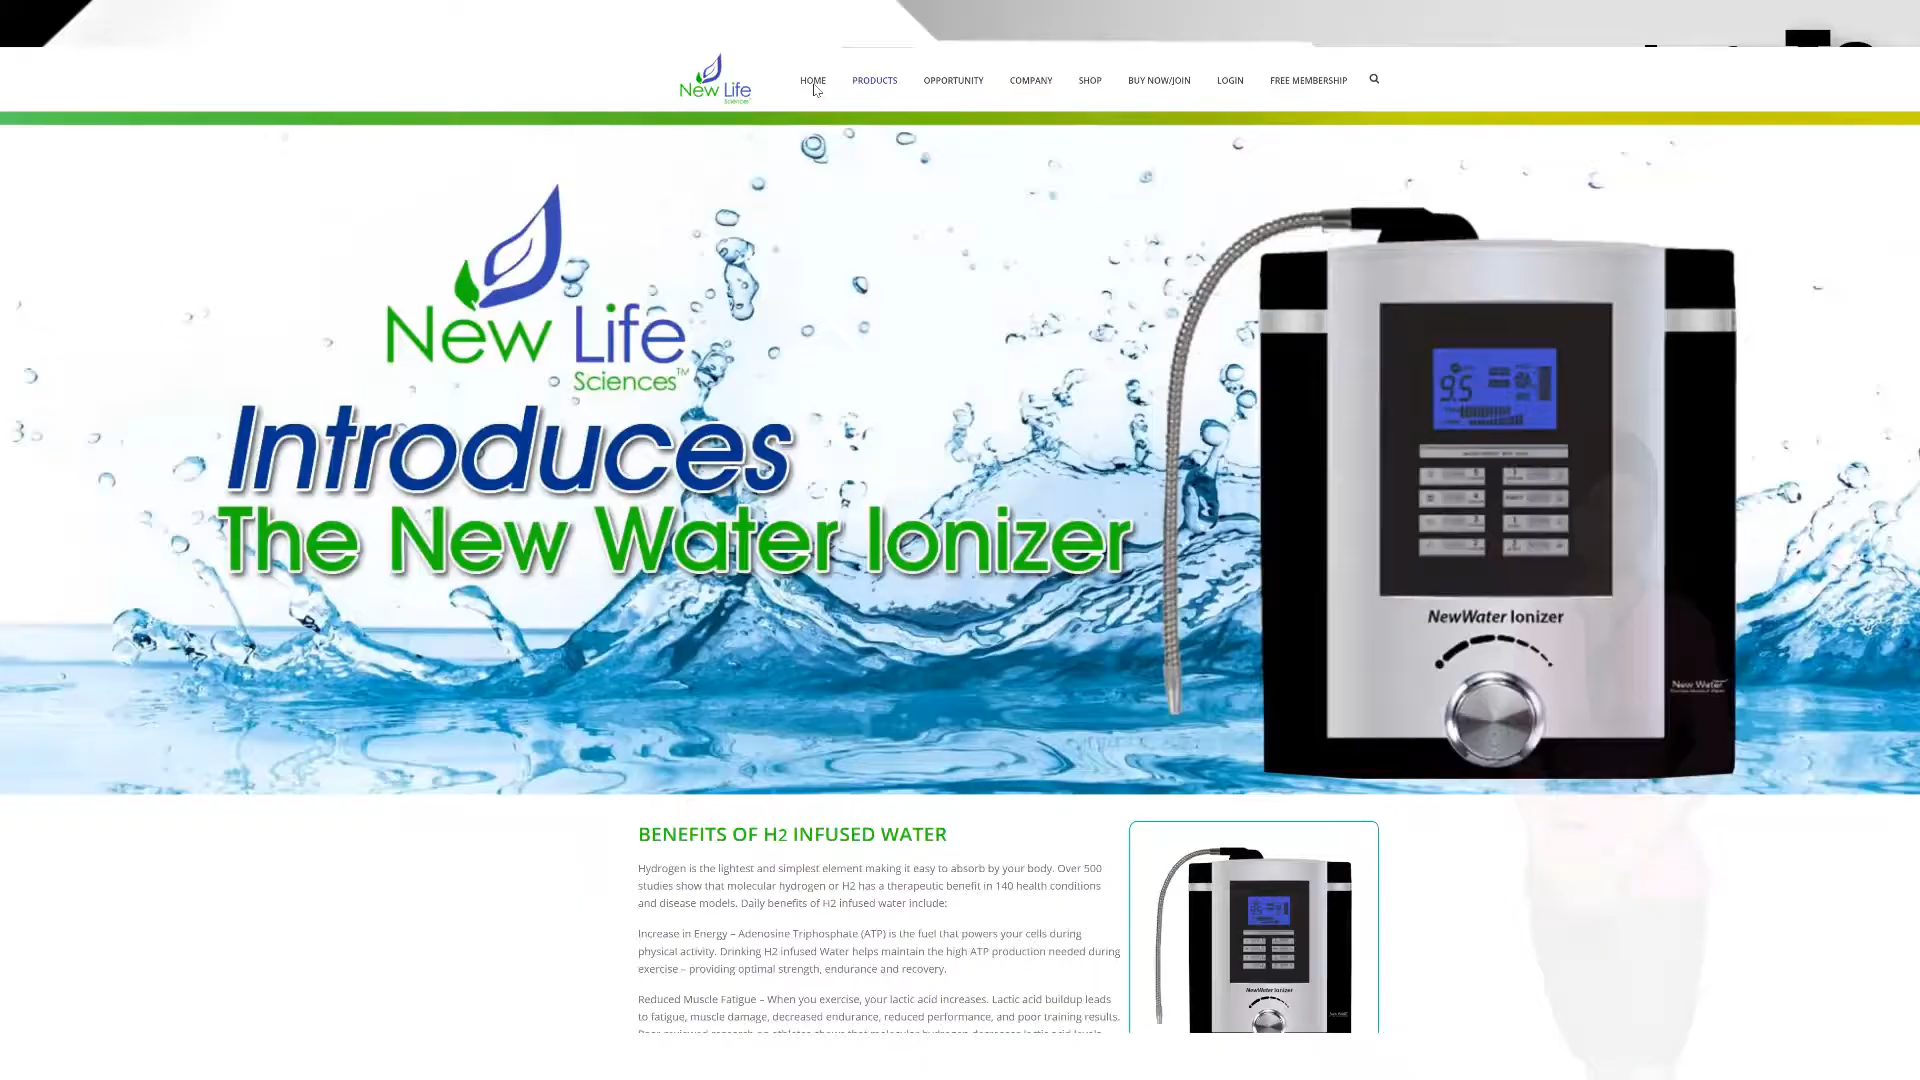 New Life
Sciences
HOME
PRODUCTS
OPPORTUNITY
COMPANY
SHOP
BUY NOW/JOIN
LOGIN
FREE MEMBERSHIP
New Life
Sciences™
Introduces
The New Water Ionizer
9.5
NewWater Ionizer
New Water
BENEFITS OF H2 INFUSED WATER
Hydrogen is the lightest and simplest element making it easy to absorb by your body. Over 500
studies show that molecular hydrogen or H2 has a therapeutic benefit in 140 health conditions
and disease models. Daily benefits of H2 infused water include:
Increase in Energy – Adenosine Triphosphate (ATP) is the fuel that powers your cells during
physical activity. Drinking H2 infused Water helps maintain the high ATP production needed during
exercise – providing optimal strength, endurance and recovery.
Reduced Muscle Fatigue – When you exercise, your lactic acid increases. Lactic acid buildup leads
to fatigue, muscle damage, decreased endurance, reduced performance, and poor training results.
NewWater Ionizer